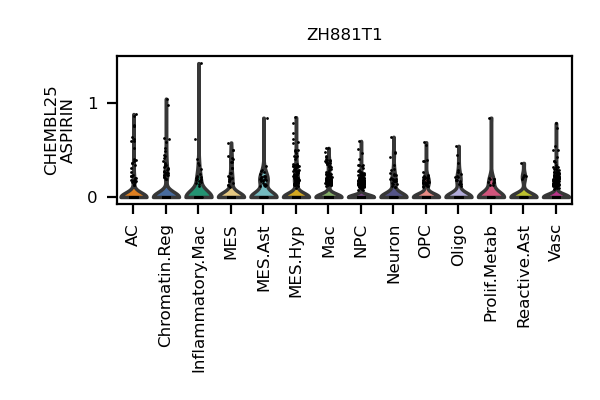 ZH881T1
CHEMBL25
ASPIRIN
1
0
AC
Chromatin.Reg
Inflammatory.Mac
MES
MES.Ast
MES.Hyp
Mac
NPC
Neuron
OPC
Oligo
Prolif.Metab
Reactive.Ast
Vasc